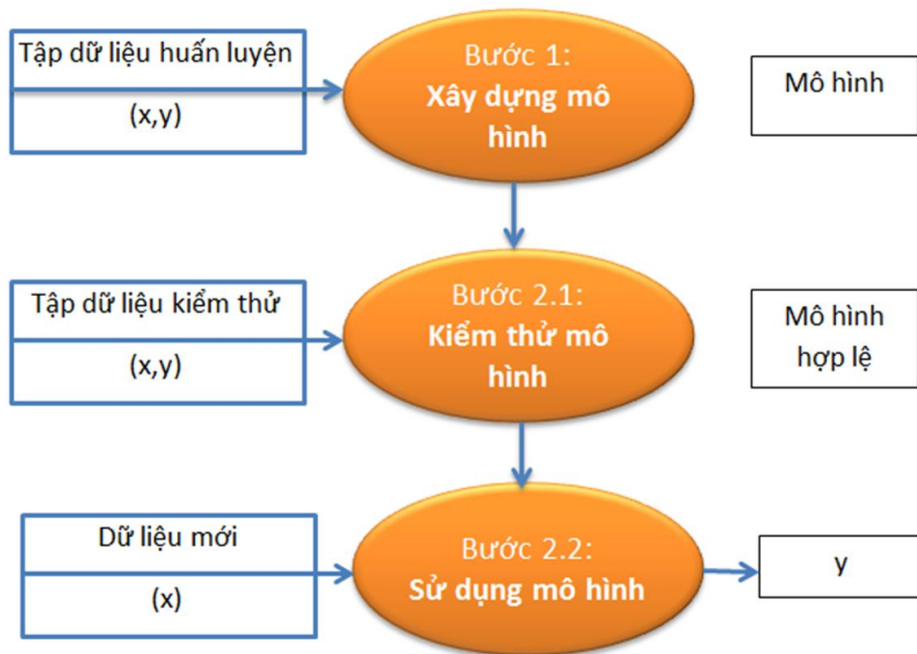 Tập dữ liệu huấn luyện
(x,y)
Bước 1:
Xây dựng mô
hình
Mô hình
Tập dữ liệu kiểm thử
(x,y)
Bước 2.1:
Kiểm thử mô
hình
Mô hình
hợp lệ
Dữ liệu mới
(x)
Bước 2.2:
Sử dụng mô hình
y